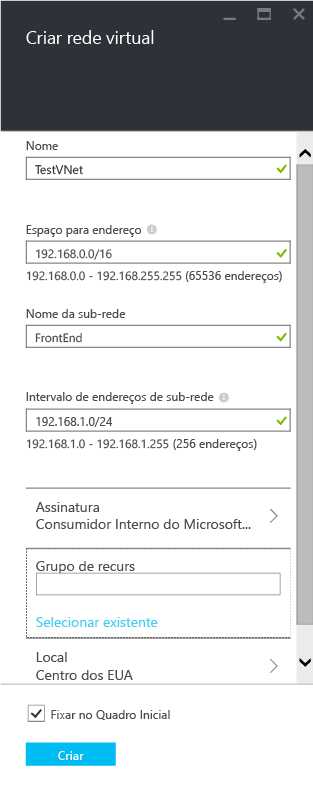 Criar rede virtual
Nome
TestVNet
Espaço para endereço
192.168.0.0/16
192.168.0.0 - 192.168.255.255 (65536 endereços)
Nome da sub-rede
FrontEnd
Intervalo de endereços de sub-rede
192.168.1.0/24
192.168.1.0 - 192.168.1.255 (256 endereços)
Assinatura
Consumidor Interno do Microsoft...
Grupo de recurs
Selecionar existente
Local
Centro dos EUA
Fixar no Quadro Inicial
Criar